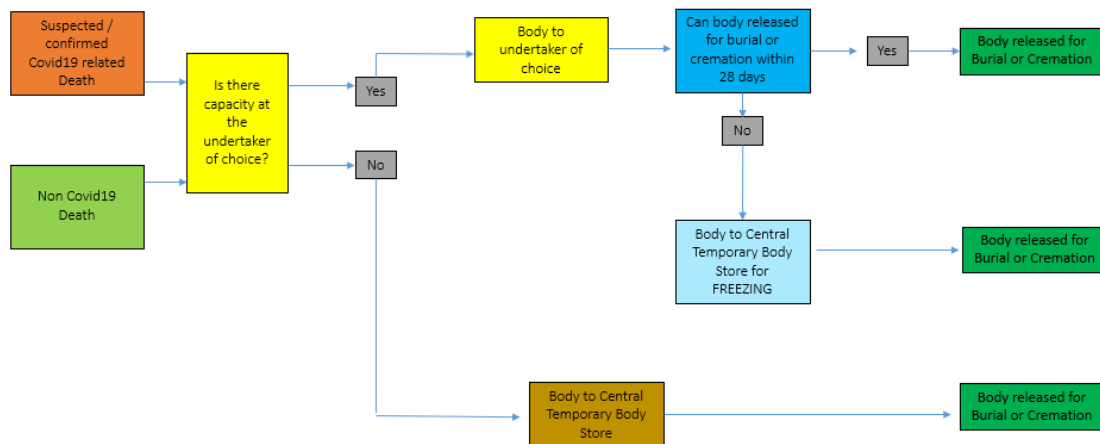 Suspected /
confirmed
Covid19 related
Death
Is there
capacity at
the
undertaker
of choice?
Yes
Body to
undertaker of
choice
Can body released
for burial or
cremation within
28 days
Yes
Body released for
Burial or Cremation
No
No
Non Covid19
Death
Body to Central
Temporary Body
Store for
FREEZING
Body released for
Burial or Cremation
Body to Central
Temporary Body
Store
Body released for
Burial or Cremation